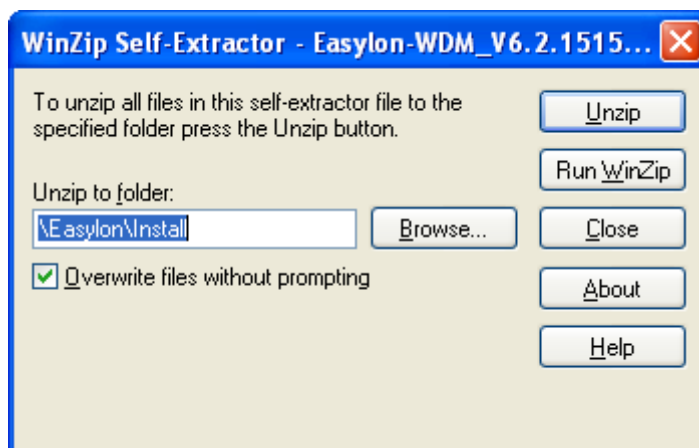 WinZip Self-Extractor - Easylon-WDM_V6.2.1515...
To unzip all files in this self-extractor file to the
specified folder press the Unzip button.
Unzip
Run WinZip
Unzip to folder:
\Easylon\Install
Browse...
Close
Overwrite files without prompting
About
Help